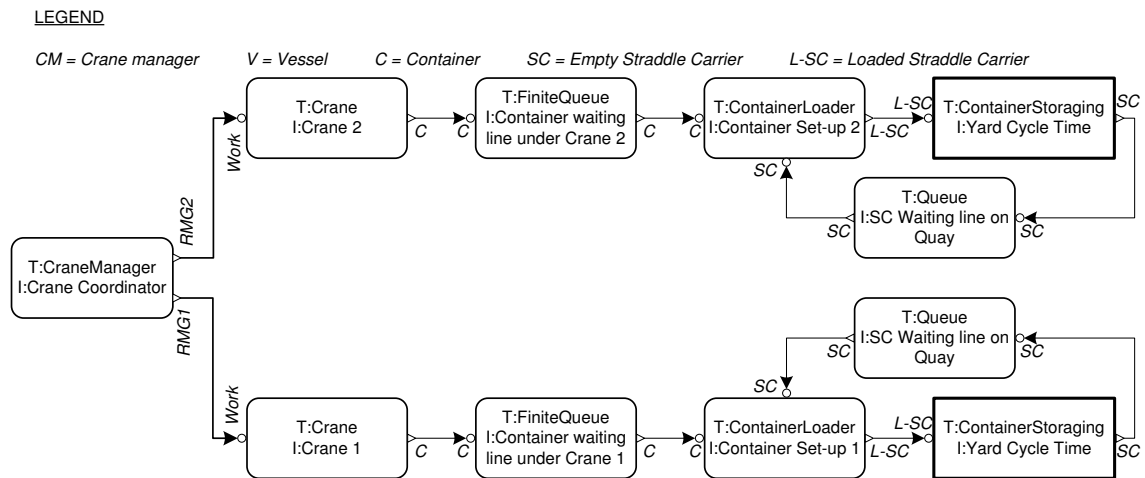 LEGEND
CM = Crane manager V = Vessel C = Container SC = Empty Straddle Carrier L-SC = Loaded Straddle Carrier
T:Crane
I:Crane 2
C
C
T:FiniteQueue
I:Container waiting
line under Crane 2
C
C
T:ContainerLoader
I:Container Set-up 2
L-SC
L-SC
T:ContainerStoraging
I:Yard Cycle Time
SC
Work
RMG2
SC
SC
T:Queue
I:SC Waiting line on
Quay
SC
T:CraneManager
I:Crane Coordinator
RMG1
Work
SC
SC
T:Queue
I:SC Waiting line on
Quay
SC
T:Crane
I:Crane 1
C
C
T:FiniteQueue
I:Container waiting
line under Crane 1
C
C
T:ContainerLoader
I:Container Set-up 1
L-SC
L-SC
T:ContainerStoraging
I:Yard Cycle Time
SC